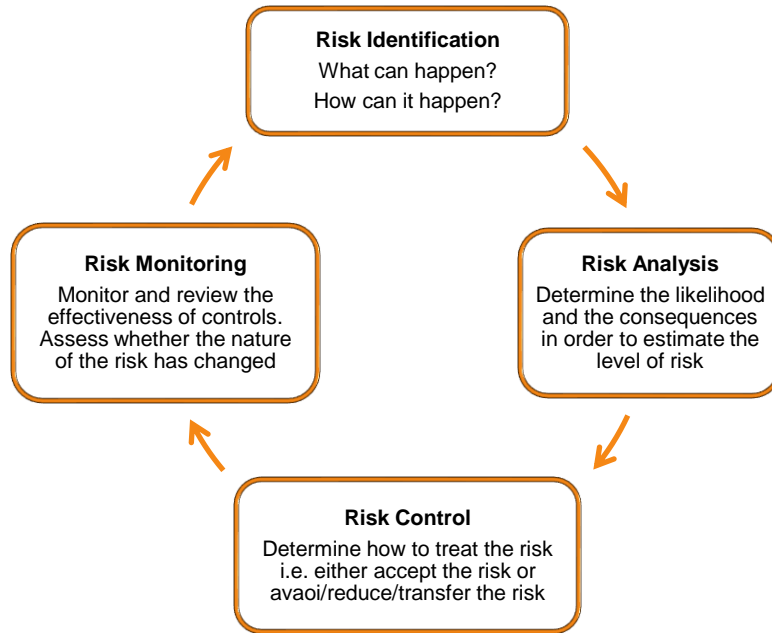 Risk Identification
What can happen?
How can it happen?
Risk Monitoring
Monitor and review the
effectiveness of controls.
Assess whether the nature
of the risk has changed
Risk Analysis
Determine the likelihood
and the consequences
in order to estimate the
level of risk
Risk Control
Determine how to treat the risk
i.e. either accept the risk or
avaoi/reduce/transfer the risk